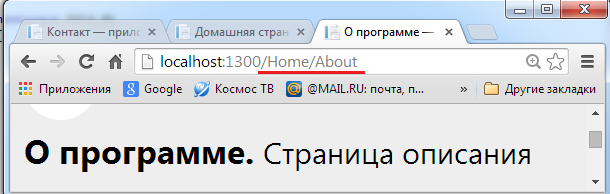 Контакт — прило
Домашняя стран
О программе —
localhost:1300/Home/About
Приложения
Google
Космос ТВ
@MAIL.RU: почта, п...
»
Другие закладки
О программе. Страница описания